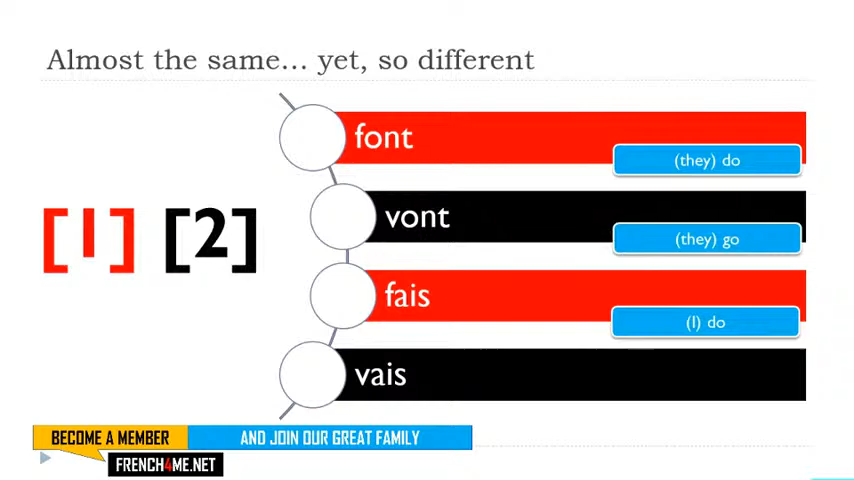 Almost the same... yet, so different
[1] [2]
font
(they) do
vont
(they) go
fais
(I) do
vais
BECOME A MEMBER
AND JOIN OUR GREAT FAMILY
FRENCH4ME.NET